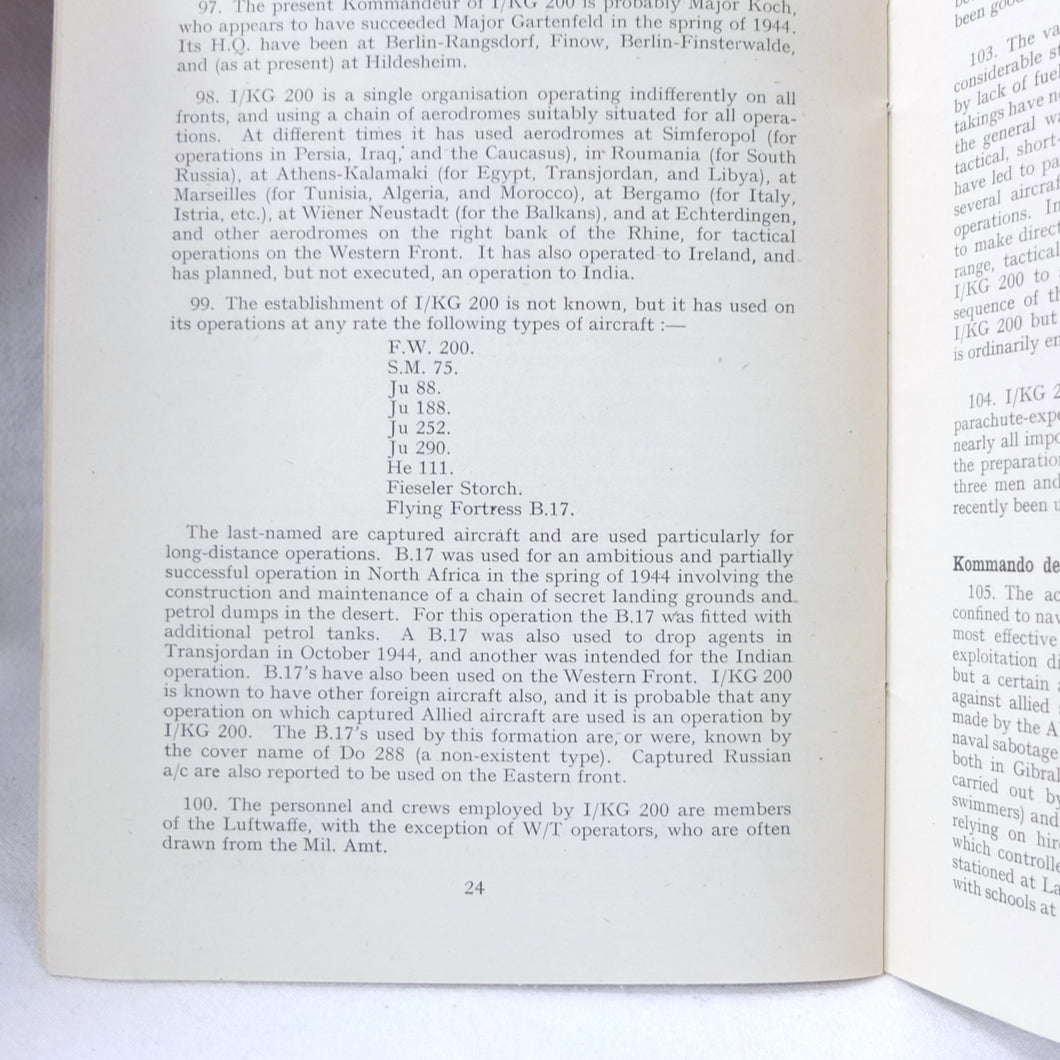 97. The present Kommandeur of I/KG 200 is probably Major Koch,
who appears to have succeeded Major Gartenfeld in the spring of 1944.
Its H.Q. have been at Berlin-Rangsdorf, Finow, Berlin-Finsterwalde,
and (as at present) at Hildesheim.
98. I/KG 200 is a single organisation operating indifferently on all
fronts, and using a chain of aerodromes suitably situated for all opera-
tions. At different times it has used aerodromes at Simferopol (for
operations in Persia, Iraq, and the Caucasus), in Roumania (for South
Russia), at Athens-Kalamaki (for Egypt, Transjordan, and Libya), at
Marseilles (for Tunisia, Algeria, and Morocco), at Bergamo (for Italy,
Istria, etc.), at Wiener Neustadt (for the Balkans), and at Echterdingen,
and other aerodromes on the right bank of the Rhine, for tactical
operations on the Western Front. It has also operated to Ireland, and
has planned, but not executed, an operation to India.
99. The establishment of I/KG 200 is not known, but it has used on
its operations at any rate the following types of aircraft :—
F.W. 200.
S.M. 75.
Ju 88.
Ju 188.
Ju 252.
Ju 290.
He 111.
Fieseler Storch.
Flying Fortress B.17.
The last-named are captured aircraft and are used particularly for
long-distance operations. B.17 was used for an ambitious and partially
successful operation in North Africa in the spring of 1944 involving the
construction and maintenance of a chain of secret landing grounds and
petrol dumps in the desert. For this operation the B.17 was fitted with
additional petrol tanks. A B.17 was also used to drop agents in
Transjordan in October 1944, and another was intended for the Indian
operation. B.17's have also been used on the Western Front. I/KG 200
is known to have other foreign aircraft also, and it is probable that any
operation on which captured Allied aircraft are used is an operation by
I/KG 200. The B.17's used by this formation are, or were, known by
the cover name of Do 288 (a non-existent type). Captured Russian
a/c are also reported to be used on the Eastern front.
100. The personnel and crews employed by I/KG 200 are members
of the Luftwaffe, with the exception of W/T operators, who are often
drawn from the Mil. Amt.
24
been good
103. The va
considerable st
by lack of fuel
takings have no
the general wa
tactical, short-
have led to pa
several aircraf
operations. In
to make direct
range, tactical
I/KG 200 to
sequence of th
I/KG 200 but
is ordinarily en
104. I/KG 2
parachute-expe
nearly all impo
the preparation
three men and
recently been u
Kommando de
105. The ac
confined to nav
most effective
exploitation di
but a certain a
against allied
made by the A
naval sabotage
both in Gibral
carried out by
swimmers) and
relying on hir
which controlle
stationed at La
with schools at